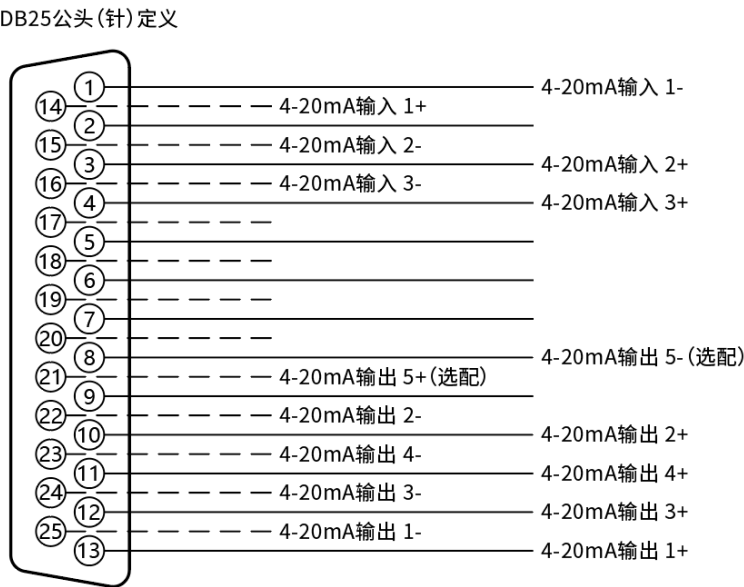 DB25公头（针）定义
1 4-20mA输入 1-
14 4-20mA输入 1+
2
15 4-20mA输入 2-
3 4-20mA输入 2+
16 4-20mA输入 3-
4 4-20mA输入 3+
17
5
18
6
19
7
20
8 4-20mA输出 5-（选配）
21 4-20mA输出 5+（选配）
9
22 4-20mA输出 2-
10 4-20mA输出 2+
23 4-20mA输出 4-
11 4-20mA输出 4+
24 4-20mA输出 3-
12 4-20mA输出 3+
25 4-20mA输出 1-
13 4-20mA输出 1+